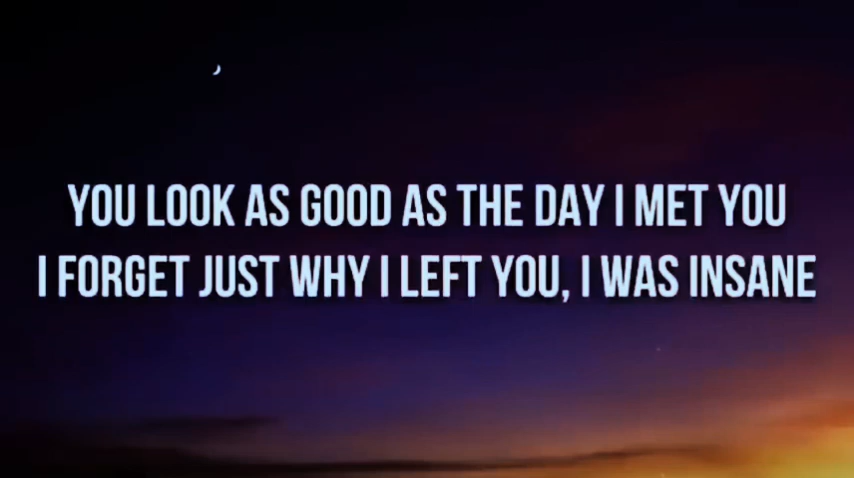 YOU LOOK AS GOOD AS THE DAY I MET YOU
I FORGET JUST WHY I LEFT YOU, I WAS INSANE